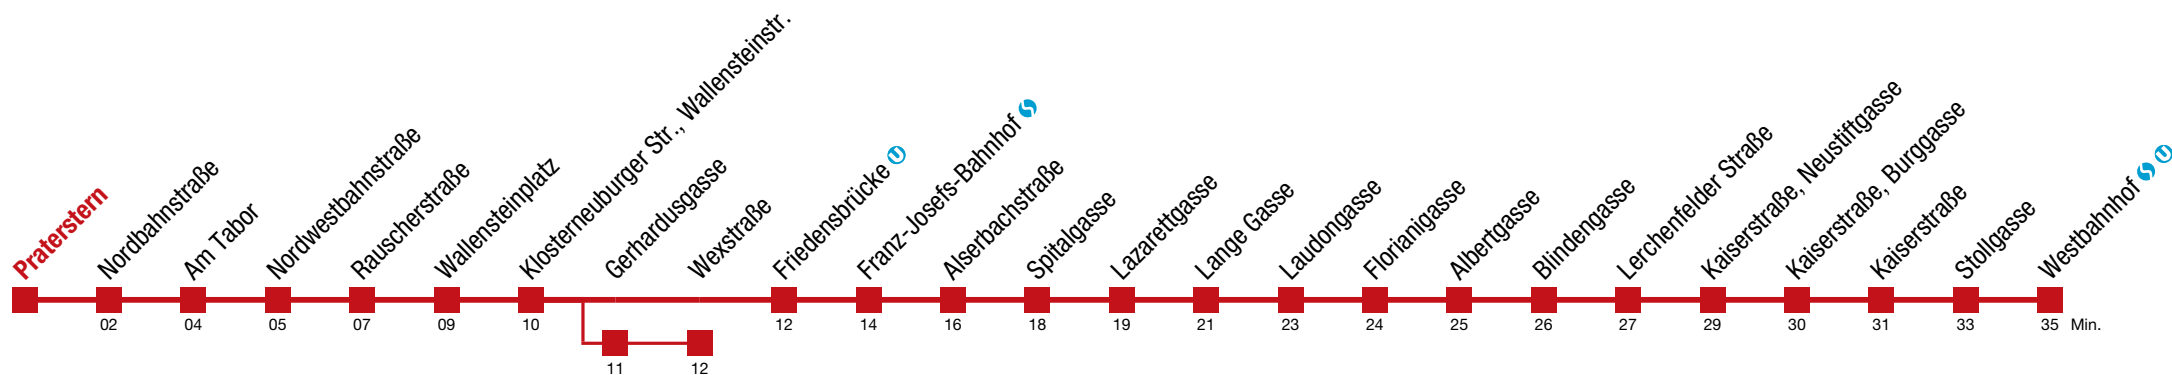 Praterstern
Nordbahnstraße
Am Tabor
Nordwestbahnstraße
Rauscherstraße
Wallensteinplatz
Klosterneuburger Str., Wallensteinstr.
Gerhardusgasse
Wexstraße
Friedensbrücke U
Franz-Josefs-Bahnhof S
Alserbachstraße
Spitalgasse
Lazarettgasse
Lange Gasse
Laudongasse
Florianigasse
Albertgasse
Blindengasse
Lerchenfelder Straße
Kaiserstraße, Neustiftgasse
Kaiserstraße, Burggasse
Kaiserstraße
Stollgasse
Westbahnhof S U
02 04 05 07 09 10 12 14 16 18 19 21 23 24 25 26 27 29 30 31 33 35 Min.
11 12